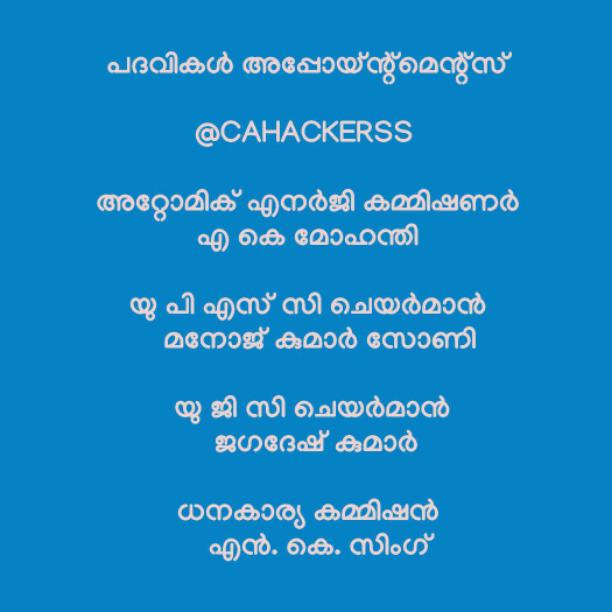 പദവികൾ അപ്പോയ്ന്റ്മെന്റ്സ്
@CAHACKERSS
അറ്റോമിക് എനർജി കമ്മിഷണർ
എ കെ മോഹന്തി
യു പി എസ് സി ചെയർമാൻ
മനോജ് കുമാർ സോണി
യു ജി സി ചെയർമാൻ
ജഗദേഷ് കുമാർ
ധനകാര്യ കമ്മിഷൻ
എൻ. കെ. സിംഗ്